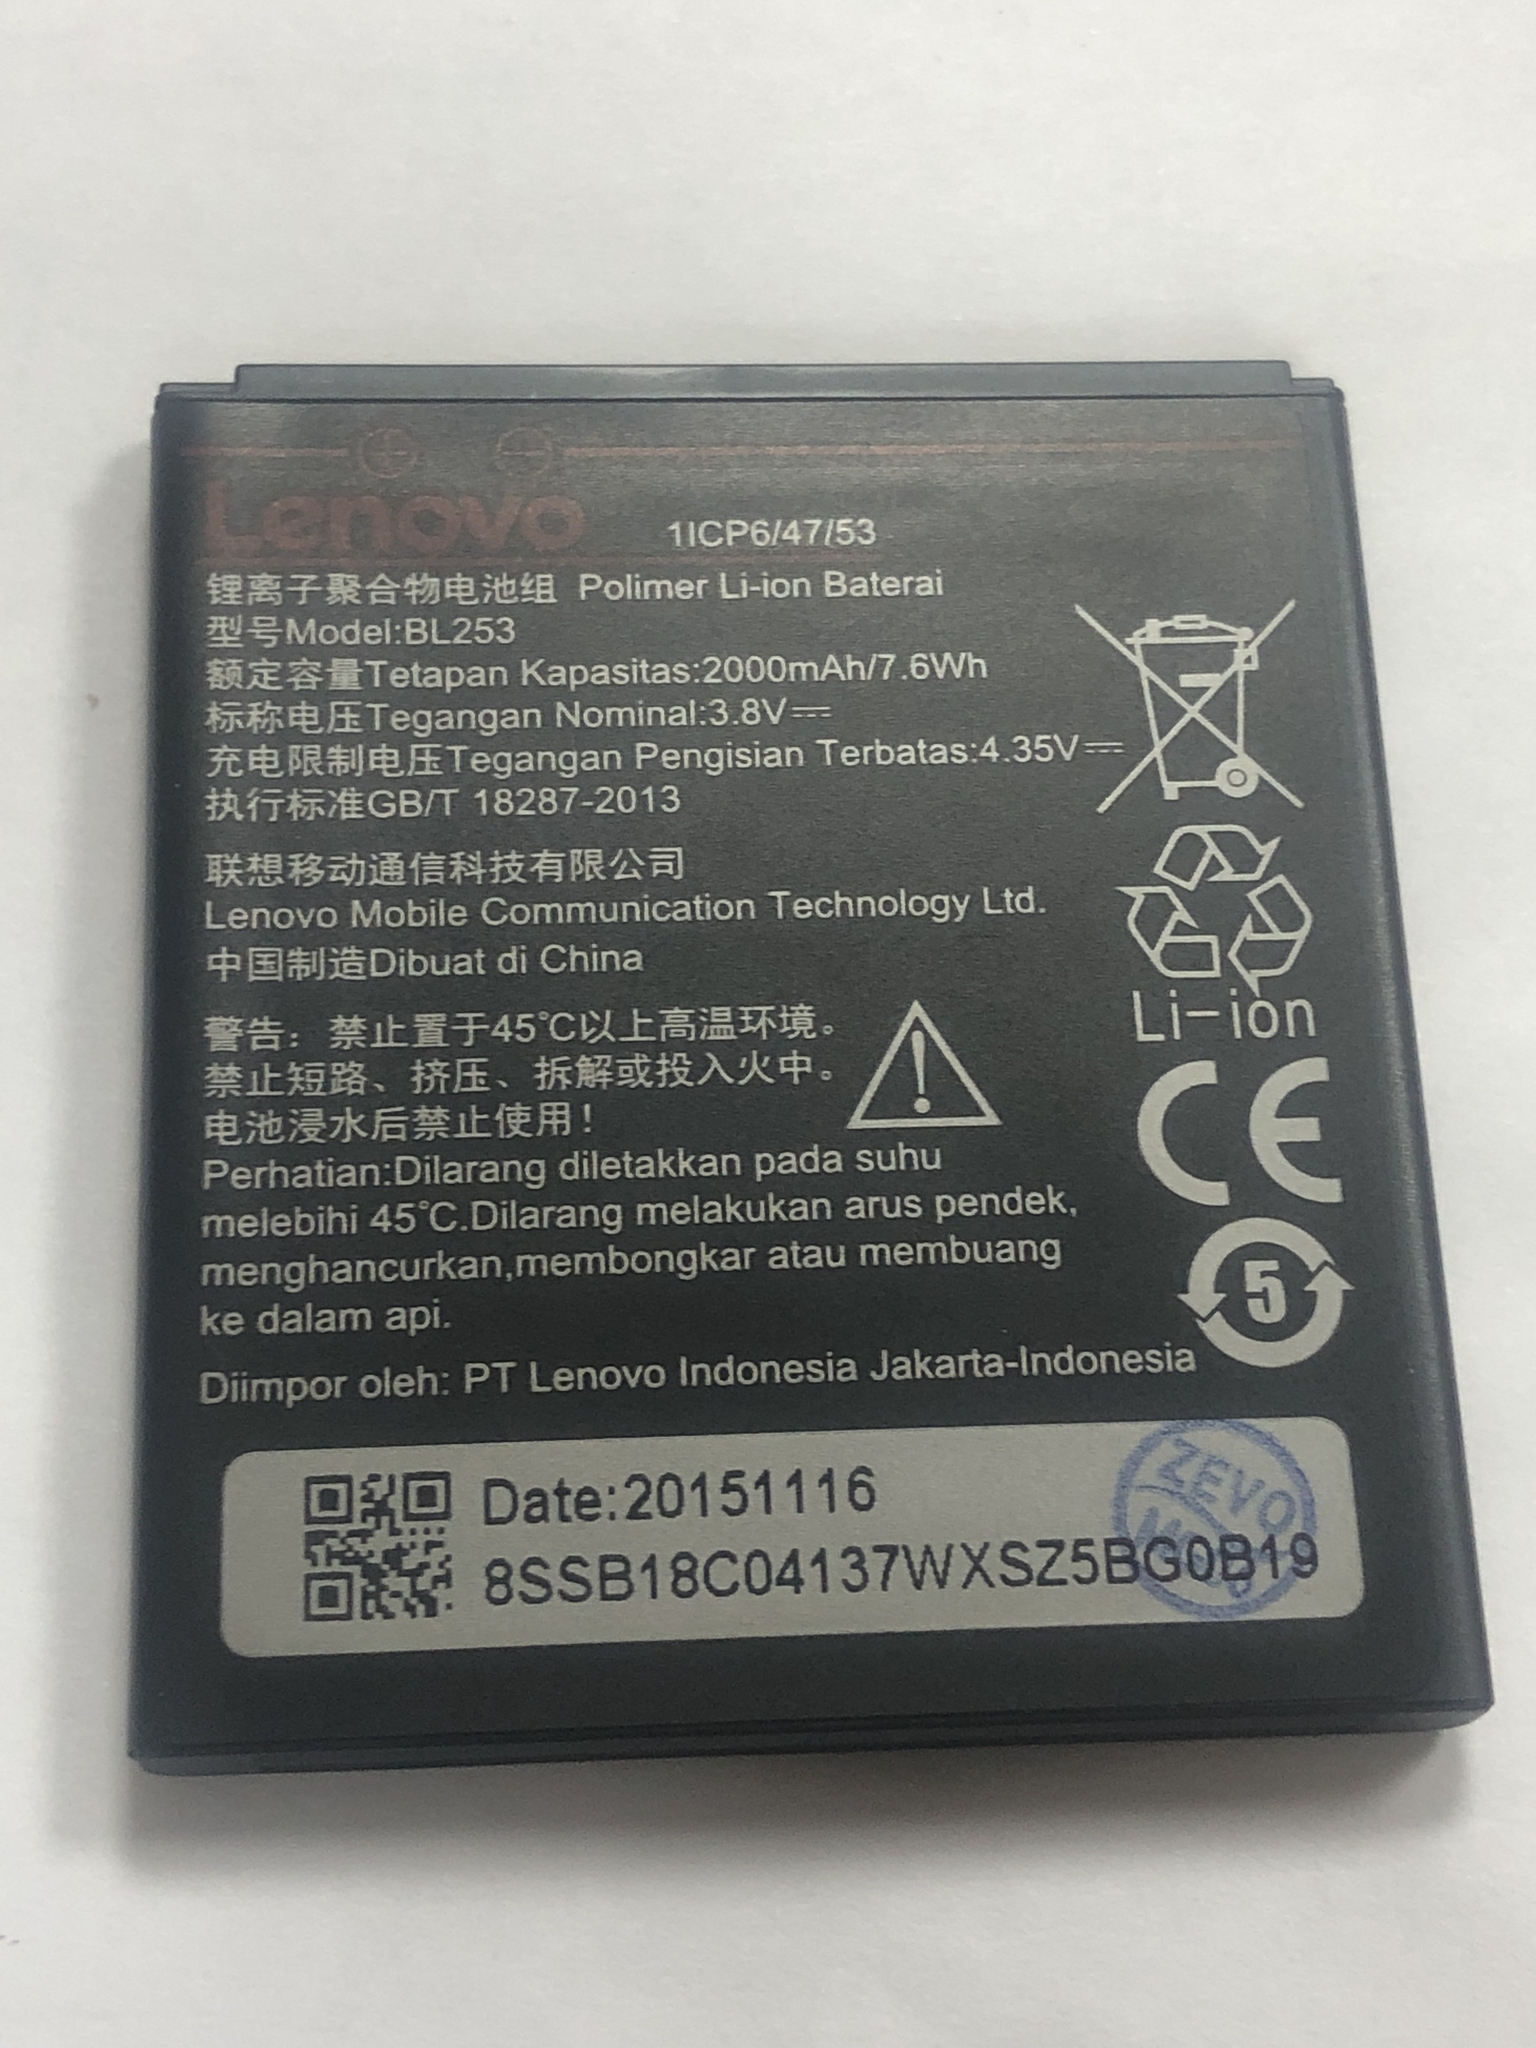 Lenovo 1ICP6/47/53
锂离子聚合物电池组 Polimer Li-ion Baterai
型号Model:BL253
额定容量Tetapan Kapasitas:2000mAh/7.6Wh
标称电压Tegangan Nominal:3.8V⎓
充电限制电压Tegangan Pengisian Terbatas:4.35V⎓
执行标准GB/T 18287-2013
联想移动通信科技有限公司
Lenovo Mobile Communication Technology Ltd.
中国制造Dibuat di China
Li-ion
警告：禁止置于45℃以上高温环境。
禁止短路、挤压、拆解或投入火中。
电池浸水后禁止使用！
CE
Perhatian:Dilarang diletakkan pada suhu
melebihi 45℃.Dilarang melakukan arus pendek,
menghancurkan,membongkar atau membuang
ke dalam api.
5
Diimpor oleh: PT Lenovo Indonesia Jakarta-Indonesia
Date:20151116
ZEVO
8SSB18C04137WXSZ5BG0B19